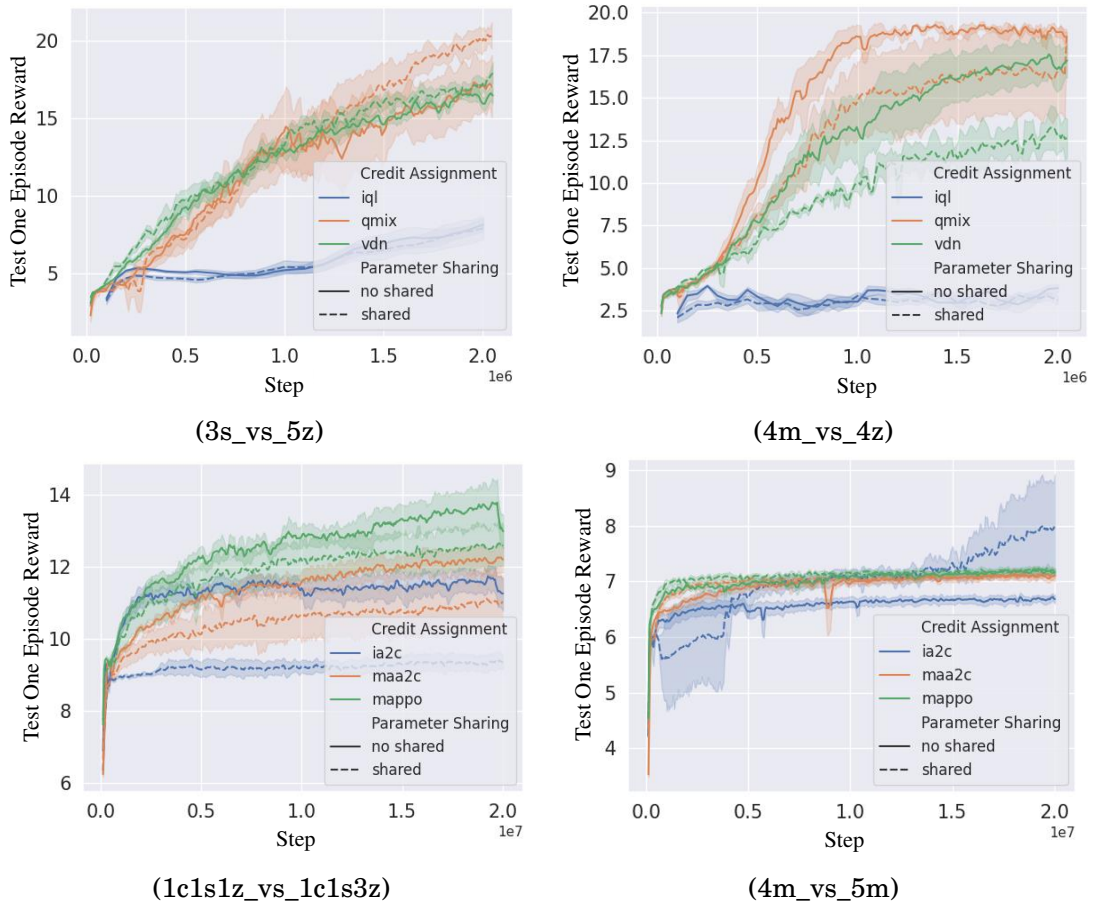 Test One Episode Reward
20
15
10
5
Credit Assignment
iql
qmix
vdn
Parameter Sharing
no shared
shared
0.0 0.5 1.0 1.5 2.0
1e6
Step
(3s_vs_5z)
Test One Episode Reward
20.0
17.5
15.0
12.5
10.0
7.5
5.0
2.5
Credit Assignment
iql
qmix
vdn
Parameter Sharing
no shared
shared
0.0 0.5 1.0 1.5 2.0
1e6
Step
(4m_vs_4z)
Test One Episode Reward
14
12
10
8
6
Credit Assignment
ia2c
maa2c
mappo
Parameter Sharing
no shared
shared
0.0 0.5 1.0 1.5 2.0
1e7
Step
(1c1s1z_vs_1c1s3z)
Test One Episode Reward
9
8
7
6
5
4
Credit Assignment
ia2c
maa2c
mappo
Parameter Sharing
no shared
shared
0.0 0.5 1.0 1.5 2.0
1e7
Step
(4m_vs_5m)